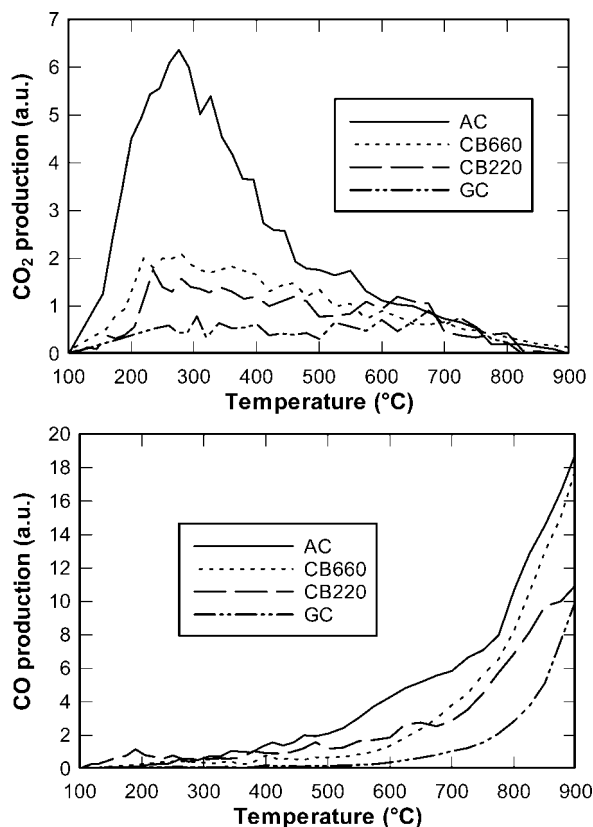 7
6
5
4
3
2
1
0
CO₂ production (a.u.)
AC
CB660
CB220
GC
100 200 300 400 500 600 700 800 900
Temperature (°C)
20
18
16
14
12
10
8
6
4
2
0
CO production (a.u.)
AC
CB660
CB220
GC
100 200 300 400 500 600 700 800 900
Temperature (°C)